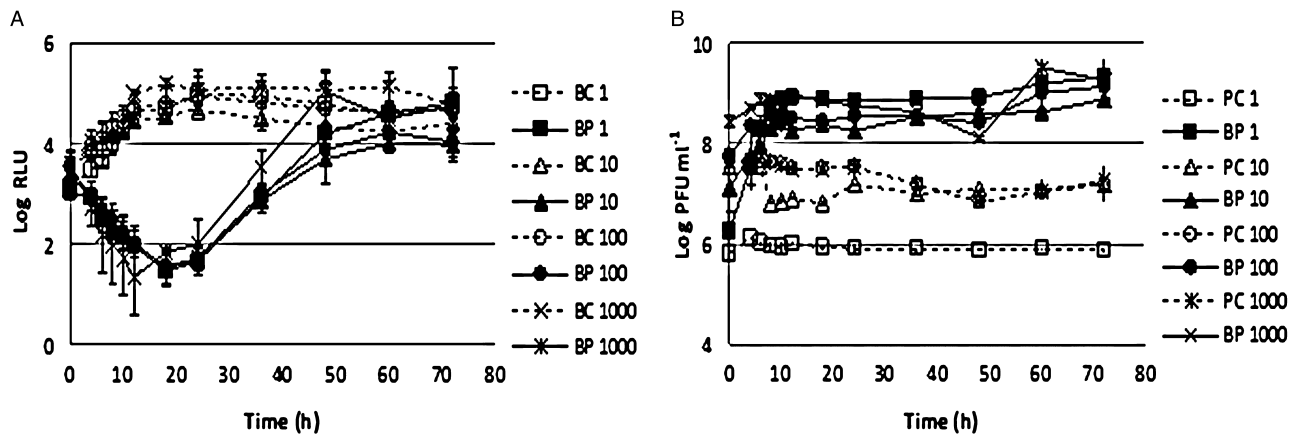 A
6
4
2
0
Log RLU
0 10 20 30 40 50 60 70 80
Time (h)
BC 1
BP 1
BC 10
BP 10
BC 100
BP 100
BC 1000
BP 1000
B
10
8
6
4
Log PFU ml-1
0 10 20 30 40 50 60 70 80
Time (h)
PC 1
BP 1
PC 10
BP 10
PC 100
BP 100
PC 1000
BP 1000